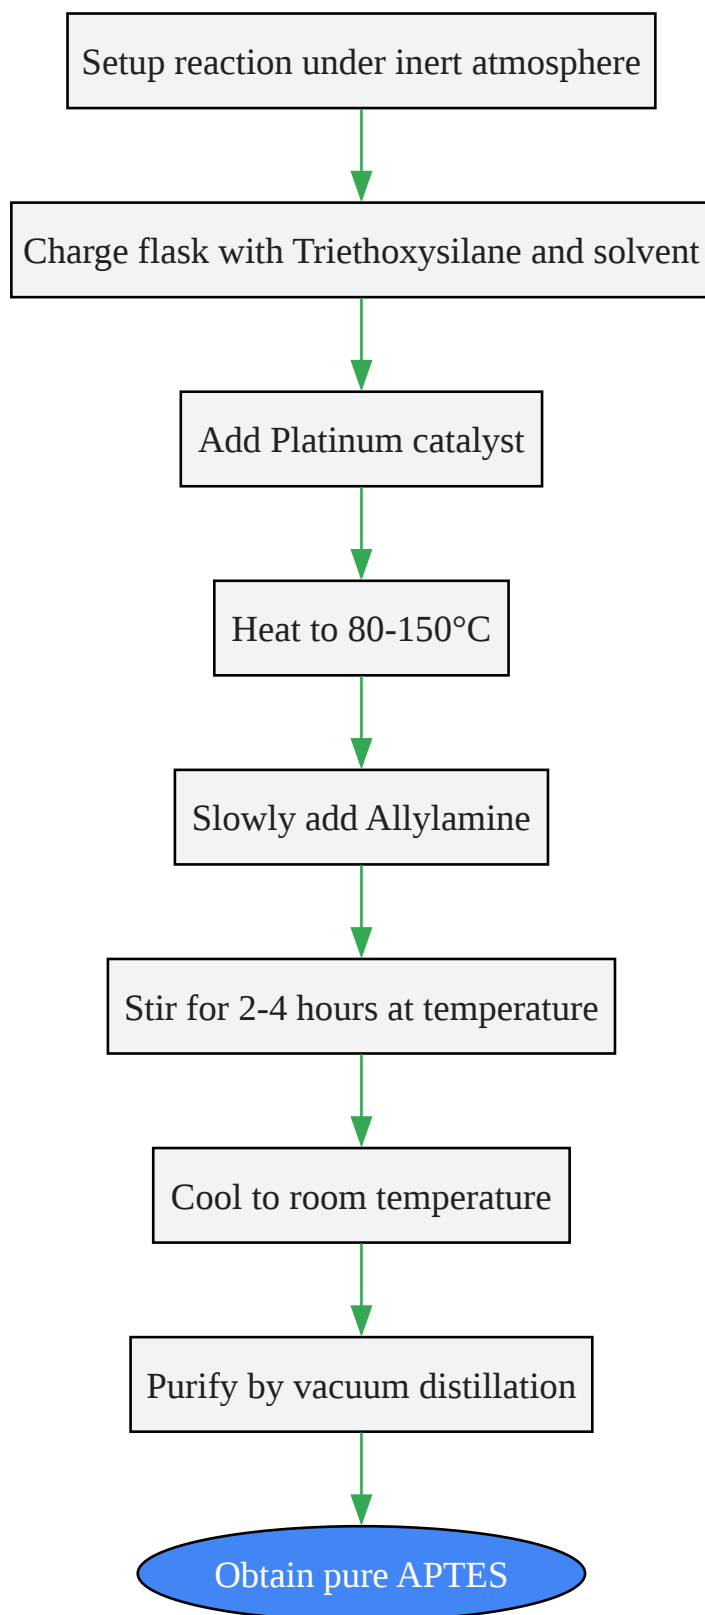 Setup reaction under inert atmosphere
Charge flask with Triethoxysilane and solvent
Add Platinum catalyst
Heat to 80-150°C
Slowly add Allylamine
Stir for 2-4 hours at temperature
Cool to room temperature
Purify by vacuum distillation
Obtain pure APTES